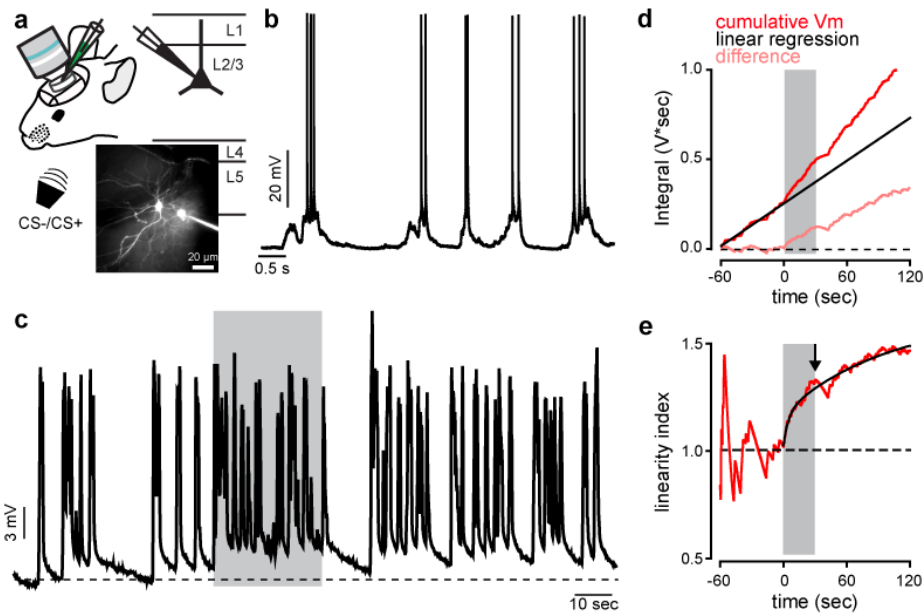 a
L1
L2/3
L4
L5
CS-/CS+
20 µm
b
20 mV
0.5 s
c
3 mV
10 sec
d
cumulative Vm
linear regression
difference
Integral (V*sec)
1.0
0.5
0.0
-60
0
60
120
time (sec)
e
linearity index
1.5
1.0
0.5
-60
0
60
120
time (sec)